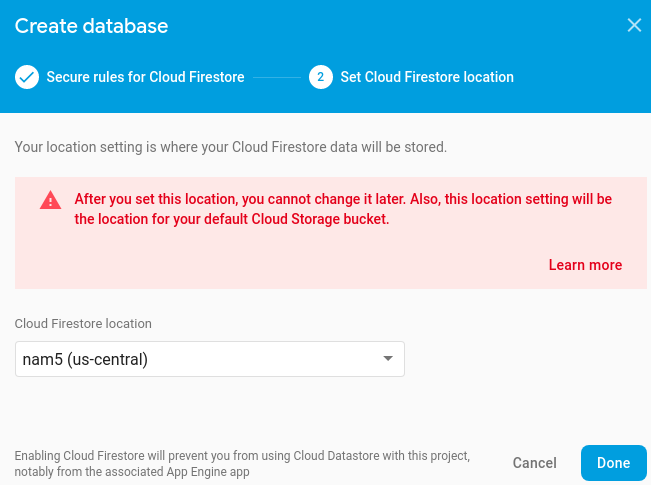 Create database
Secure rules for Cloud Firestore
2 Set Cloud Firestore location
Your location setting is where your Cloud Firestore data will be stored.
After you set this location, you cannot change it later. Also, this location setting will be
the location for your default Cloud Storage bucket.
Learn more
Cloud Firestore location
nam5 (us-central)
Enabling Cloud Firestore will prevent you from using Cloud Datastore with this project,
notably from the associated App Engine app
Cancel
Done